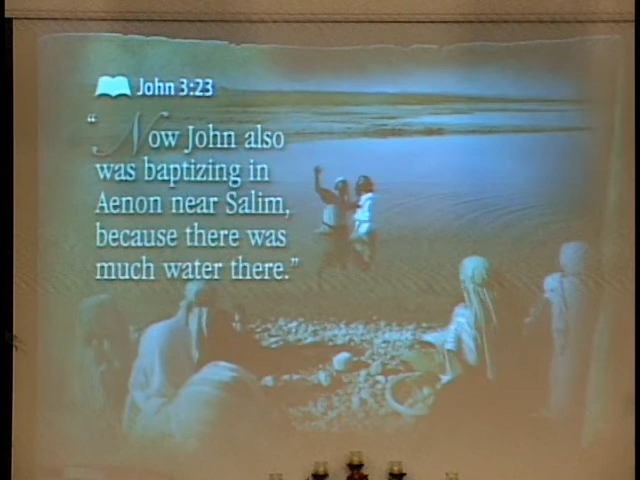 John 3:23
“Now John also
was baptizing in
Aenon near Salim,
because there was
much water there.”